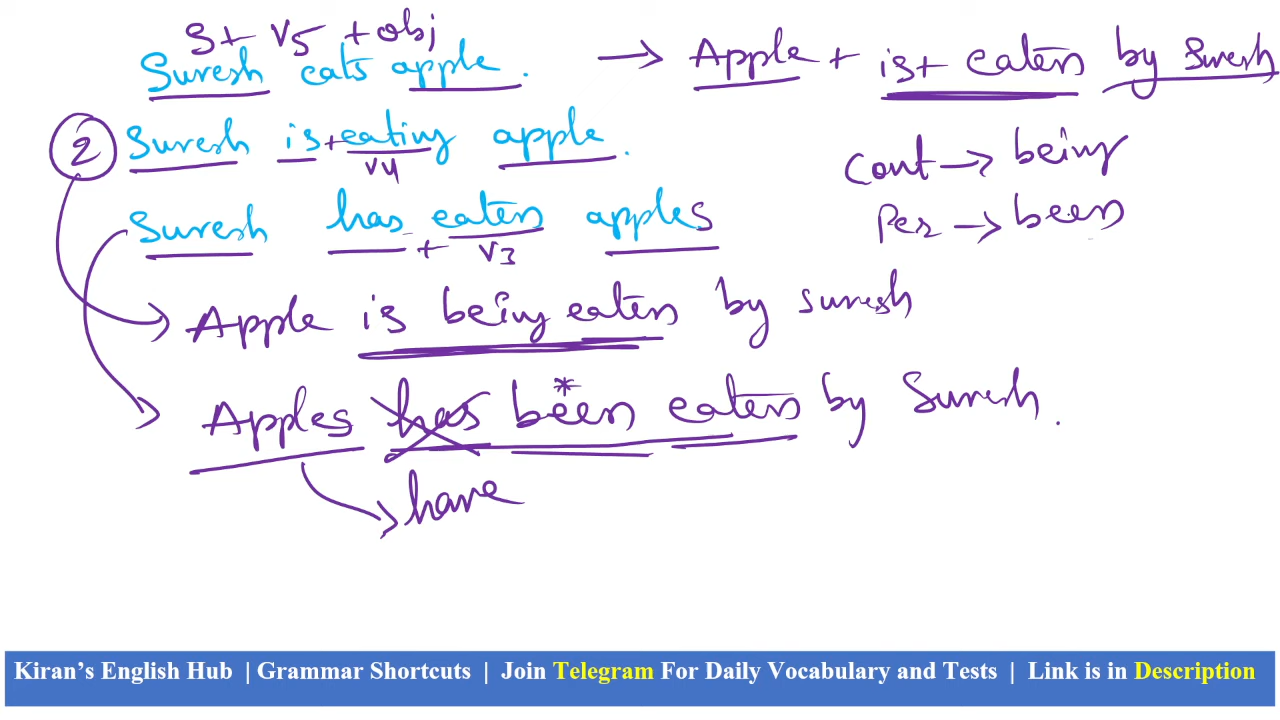 S + V5 + obj
Suresh eats apple. → Apple + is + eaten by Suresh
2 Suresh is + eating apple.
V4
Cont → being
Suresh has eaten apples
+ V3
Per → been
Apple is being eaten by suresh
Apples has been* eaten by Suresh.
have
Kiran's English Hub | Grammar Shortcuts | Join Telegram For Daily Vocabulary and Tests | Link is in Description